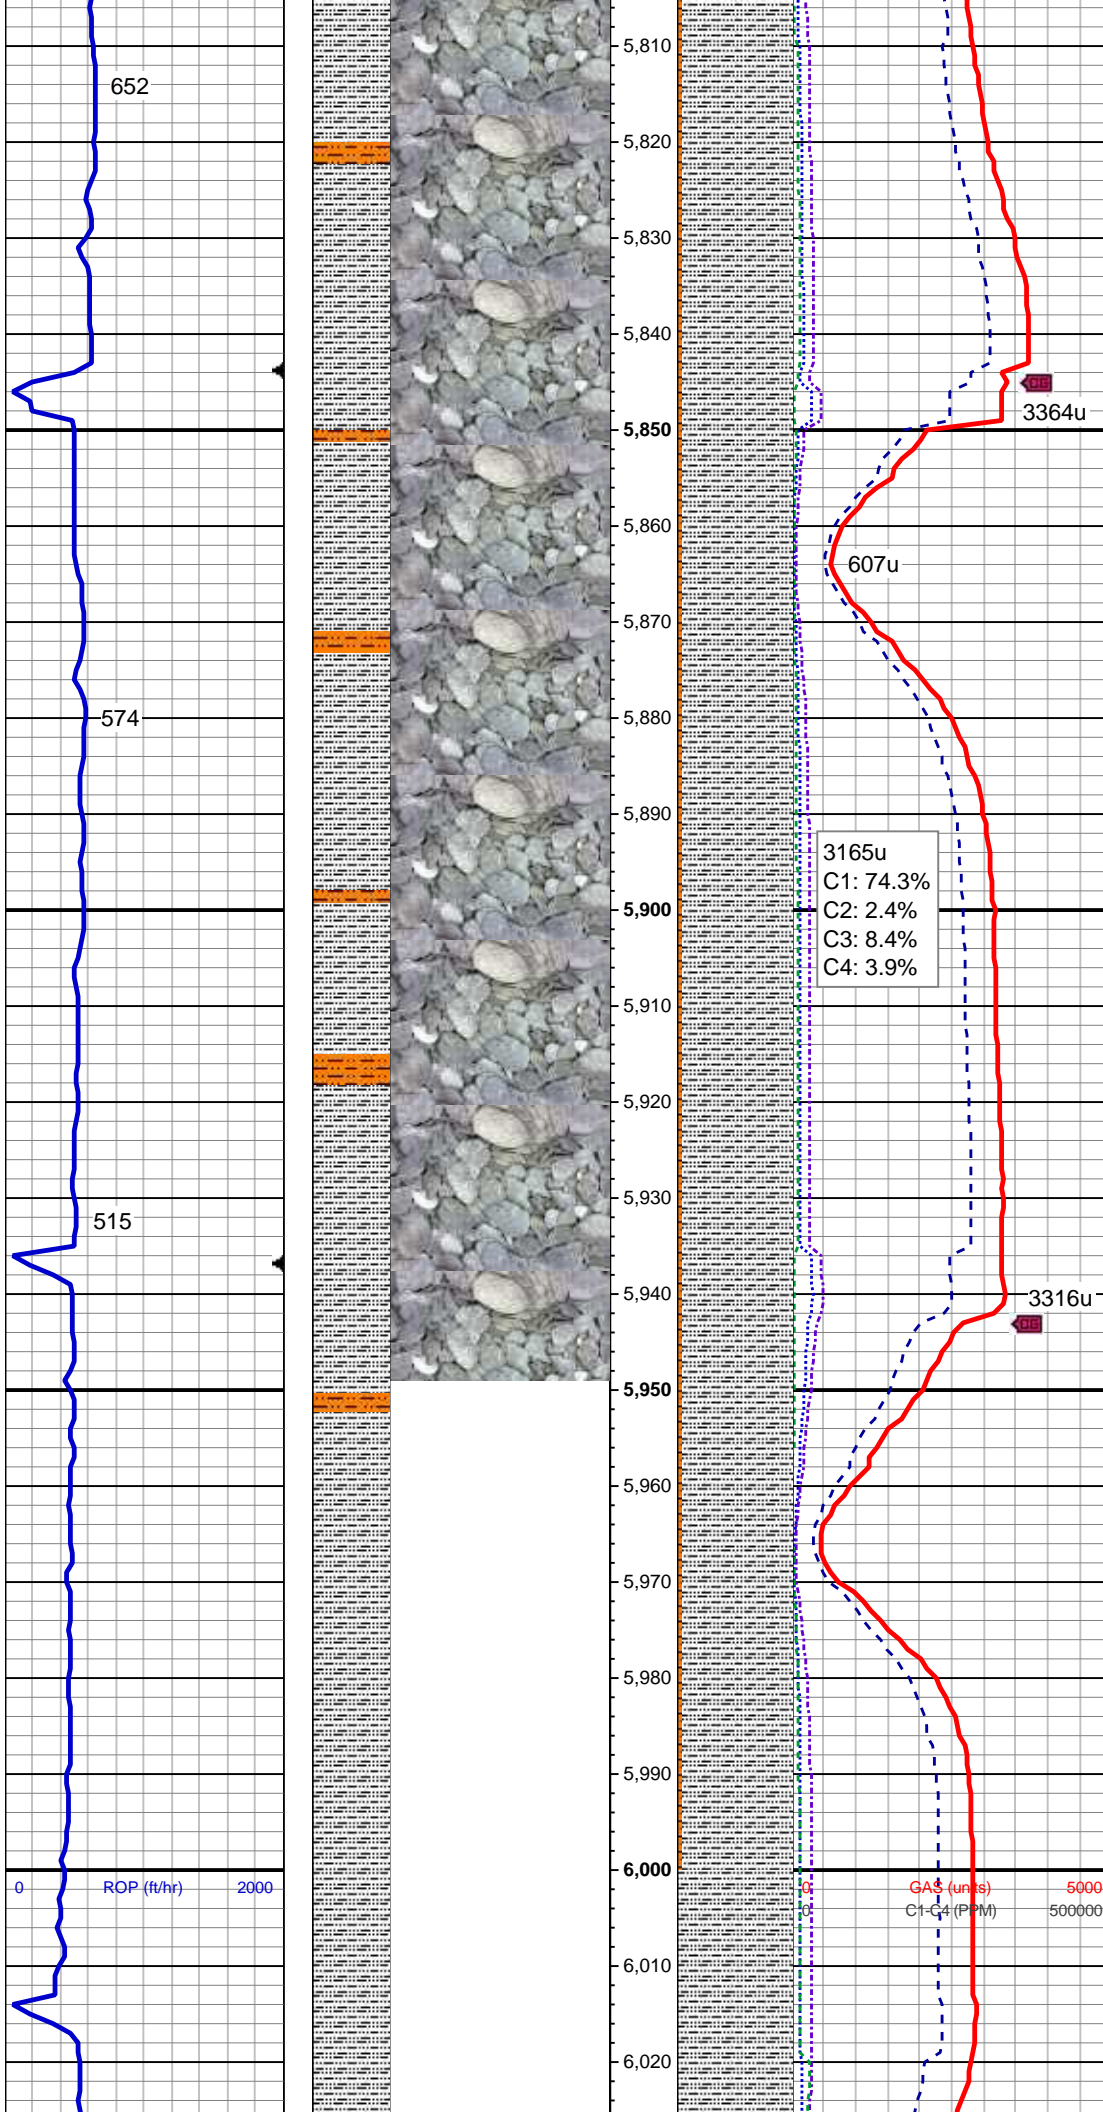 5,810
652
5,820
5,830
5,840
CG
3364u
5,850
5,860
607u
5,870
574
5,880
5,890
3165u
C1: 74.3%
C2: 2.4%
C3: 8.4%
C4: 3.9%
5,900
5,910
5,920
515
5,930
5,940
3316u
CG
5,950
5,960
5,970
5,980
5,990
6,000
0 ROP (ft/hr) 2000
0 GAS (units) 5000
0 C1-C4 (PPM) 500000
6,010
6,020